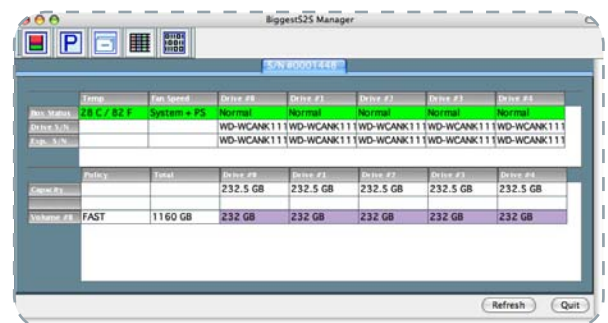 BiggestS2S Manager
P
S/N #0001448
Temp Fan Speed Drive #0 Drive #1 Drive #2 Drive #3 Drive #4
Box Status 28 C / 82 F System + PS Normal Normal Normal Normal Normal
Drive S/N WD-WCANK111 WD-WCANK111 WD-WCANK111 WD-WCANK111 WD-WCANK111
Exp. S/N WD-WCANK111 WD-WCANK111 WD-WCANK111 WD-WCANK111 WD-WCANK111
Policy Total Drive #0 Drive #1 Drive #2 Drive #3 Drive #4
Capacity 232.5 GB 232.5 GB 232.5 GB 232.5 GB 232.5 GB
Volume #0 FAST 1160 GB 232 GB 232 GB 232 GB 232 GB 232 GB
Refresh Quit